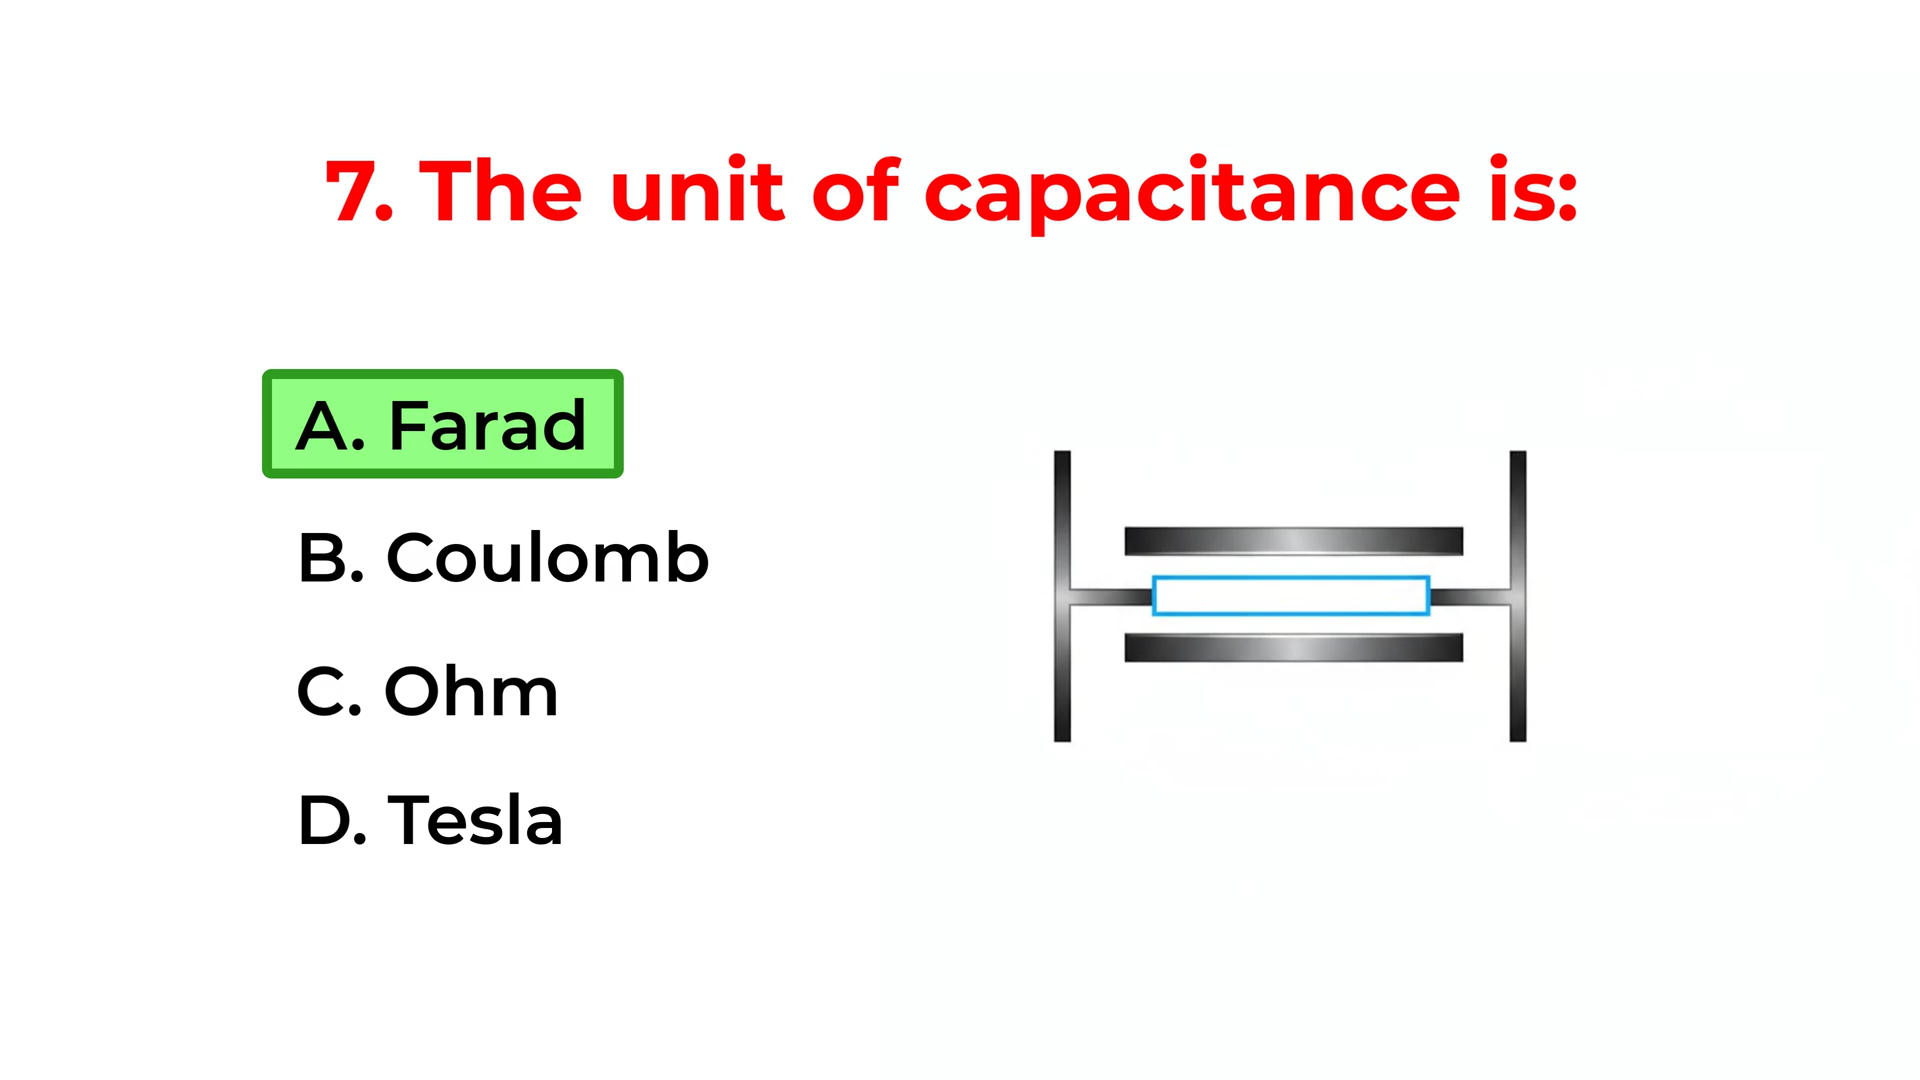 7. The unit of capacitance is:
A. Farad
B. Coulomb
C. Ohm
D. Tesla